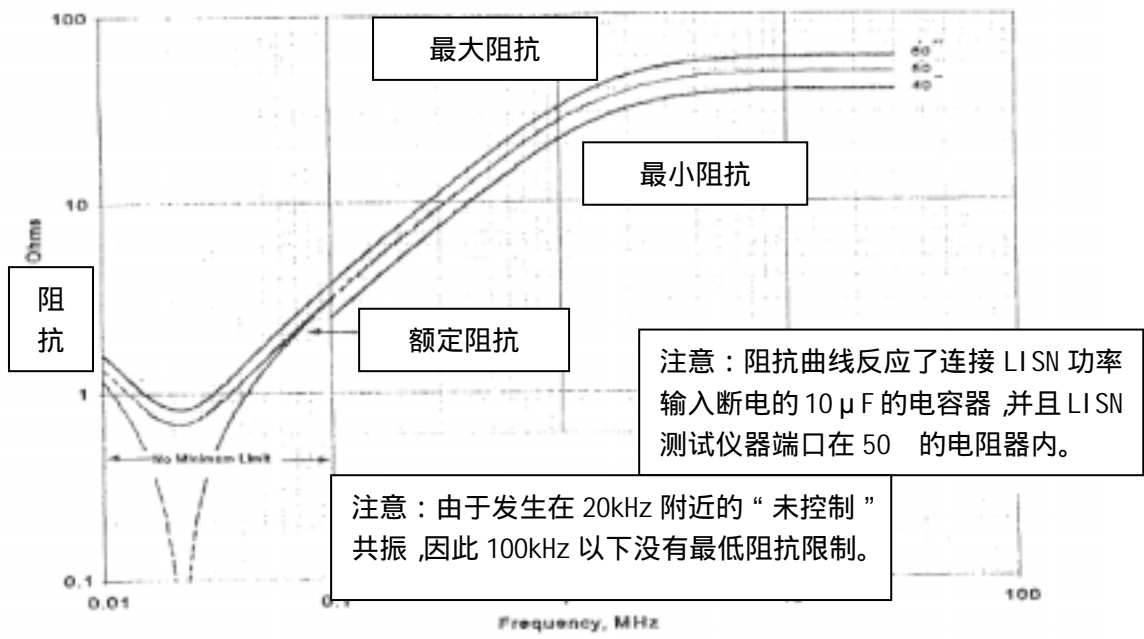 100
最大阻抗
60
50
40
最小阻抗
10
Ohms
阻
抗
额定阻抗
注意：阻抗曲线反应了连接 LISN 功率
输入断电的 10μF 的电容器,并且 LISN
测试仪器端口在 50 的电阻器内。
1
No Minimum Limit
注意：由于发生在 20kHz 附近的“未控制”
共振,因此 100kHz 以下没有最低阻抗限制。
0.1
0.01
100
Frequency, MHz